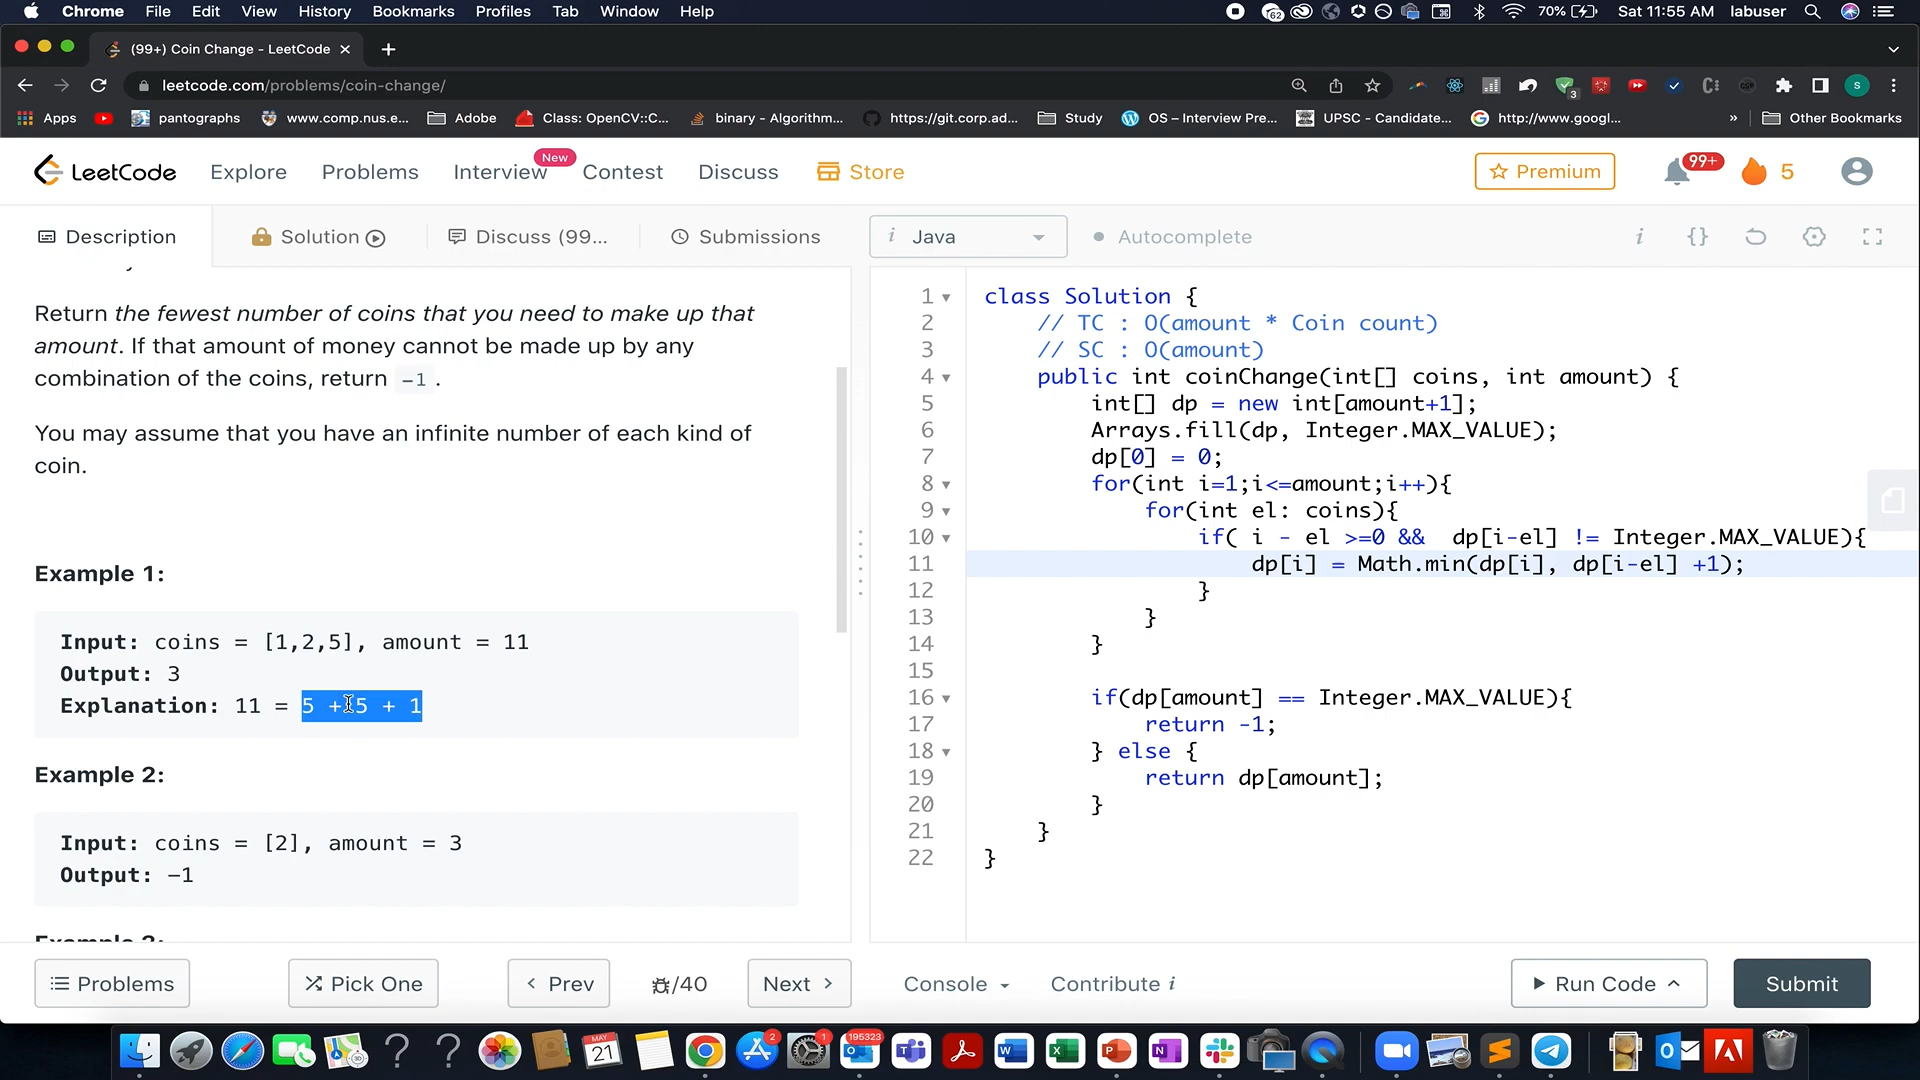 Chrome File Edit View History Bookmarks Profiles Tab Window Help
62 70% Sat 11:55 AM labuser
(99+) Coin Change - LeetCode
leetcode.com/problems/coin-change/
3
S
Apps pantographs www.comp.nus.e... Adobe Class: OpenCV::C... binary - Algorithm... https://git.corp.ad... Study OS – Interview Pre... UPSC - Candidate... http://www.googl... » Other Bookmarks
LeetCode Explore Problems Interview New Contest Discuss Store Premium 99+ 5
Description Solution Discuss (99... Submissions
i Java Autocomplete i {}
Return the fewest number of coins that you need to make up that
amount. If that amount of money cannot be made up by any
combination of the coins, return -1 .
You may assume that you have an infinite number of each kind of
coin.
Example 1:
Input: coins = [1,2,5], amount = 11
Output: 3
Explanation: 11 = 5 + 5 + 1
Example 2:
Input: coins = [2], amount = 3
Output: -1
1 class Solution {
2 // TC : O(amount * Coin count)
3 // SC : O(amount)
4 public int coinChange(int[] coins, int amount) {
5 int[] dp = new int[amount+1];
6 Arrays.fill(dp, Integer.MAX_VALUE);
7 dp[0] = 0;
8 for(int i=1;i<=amount;i++){
9 for(int el: coins){
10 if( i - el >=0 &&  dp[i-el] != Integer.MAX_VALUE){
11 dp[i] = Math.min(dp[i], dp[i-el] +1);
12 }
13 }
14 }
15
16 if(dp[amount] == Integer.MAX_VALUE){
17 return -1;
18 } else {
19 return dp[amount];
20 }
21 }
22 }
Problems Pick One Prev /40 Next Console Contribute i Run Code Submit
MAY 21 2 1 195323